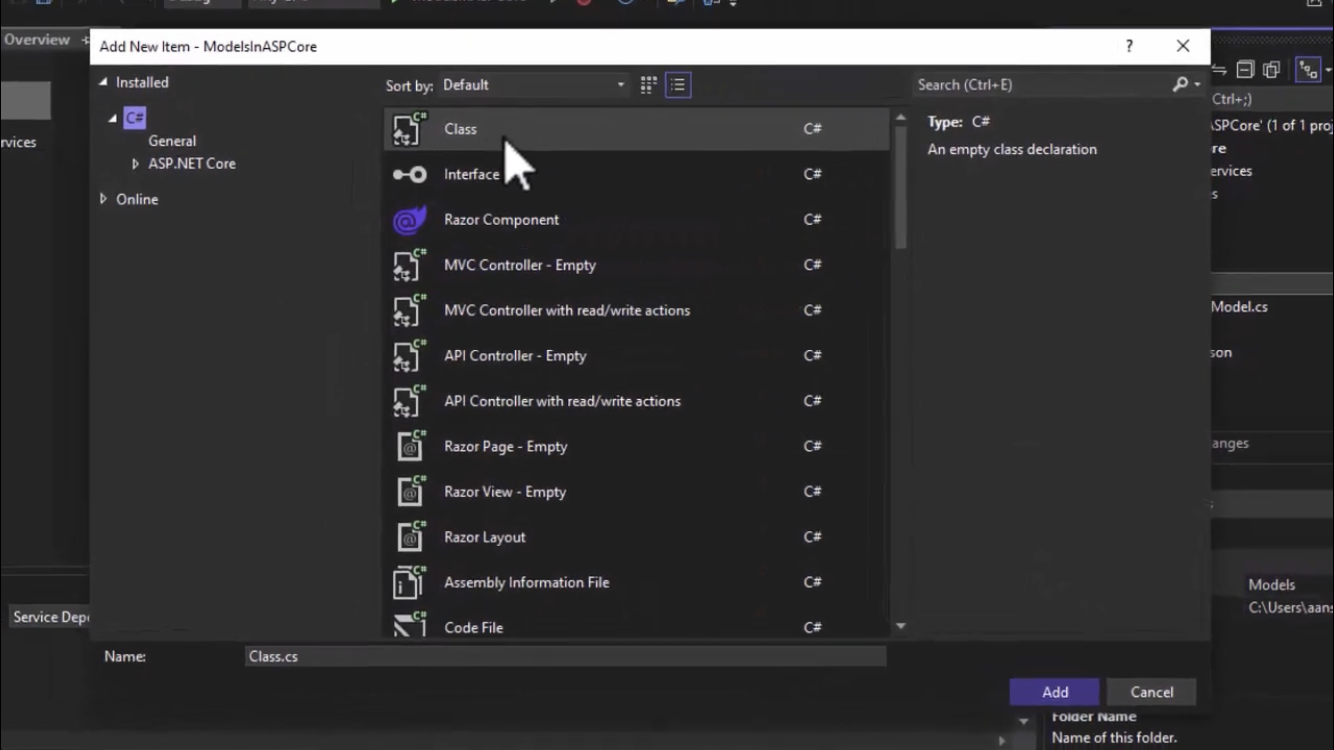 Overview
Add New Item - ModelsInASPCore
?
Installed
C#
General
ASP.NET Core
Online
Sort by: Default
Search (Ctrl+E)
Class C#
Interface C#
Razor Component C#
MVC Controller - Empty C#
MVC Controller with read/write actions C#
API Controller - Empty C#
API Controller with read/write actions C#
Razor Page - Empty C#
Razor View - Empty C#
Razor Layout C#
Assembly Information File C#
Code File C#
Type: C#
An empty class declaration
Name: Class.cs
Add
Cancel
rvices
Service Depe
Ctrl+;)
ASPCore' (1 of 1 proj
re
ervices
s
Model.cs
son
anges
Models
C:\Users\aans
Folder Name
Name of this folder.